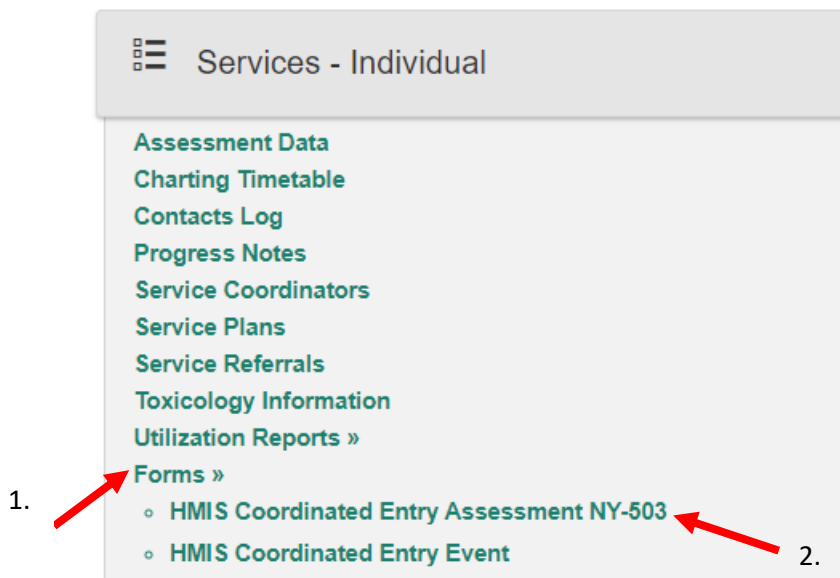 Services - Individual
Assessment Data
Charting Timetable
Contacts Log
Progress Notes
Service Coordinators
Service Plans
Service Referrals
Toxicology Information
Utilization Reports »
Forms »
1.
HMIS Coordinated Entry Assessment NY-503
HMIS Coordinated Entry Event
2.